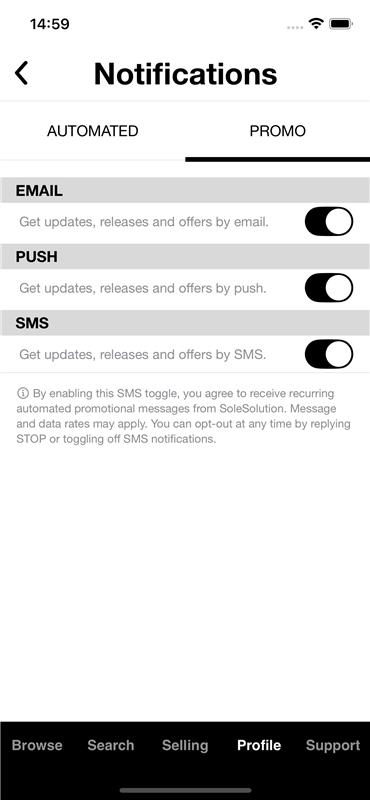 14:59
Notifications
AUTOMATED PROMO
EMAIL
Get updates, releases and offers by email.
PUSH
Get updates, releases and offers by push.
SMS
Get updates, releases and offers by SMS.
By enabling this SMS toggle, you agree to receive recurring
automated promotional messages from SoleSolution. Message
and data rates may apply. You can opt-out at any time by replying
STOP or toggling off SMS notifications.
Browse Search Selling Profile Support